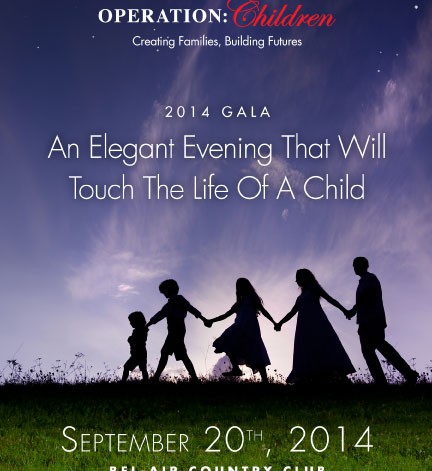 OPERATION: Children
Creating Families, Building Futures
2014 GALA
An Elegant Evening That Will
Touch The Life Of A Child
September 20th, 2014
BEL-AIR COUNTRY CLUB